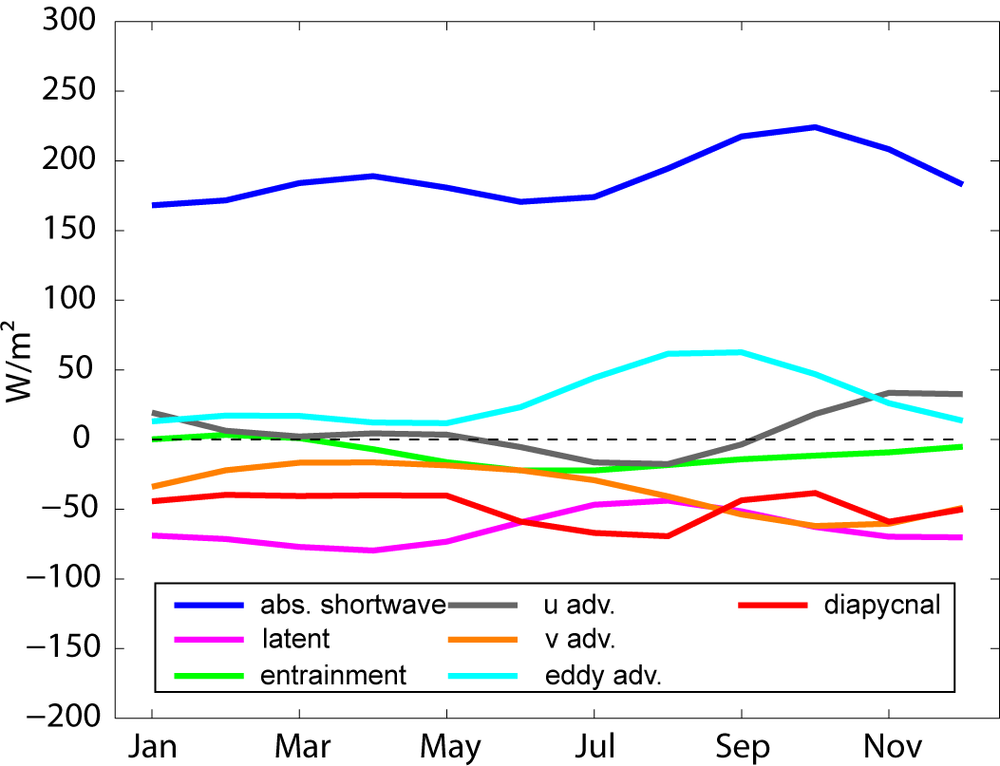 300
250
200
150
100
50
0
−50
−100
−150
−200
W/m²
abs. shortwave u adv. diapycnal
latent v adv.
entrainment eddy adv.
Jan Mar May Jul Sep Nov